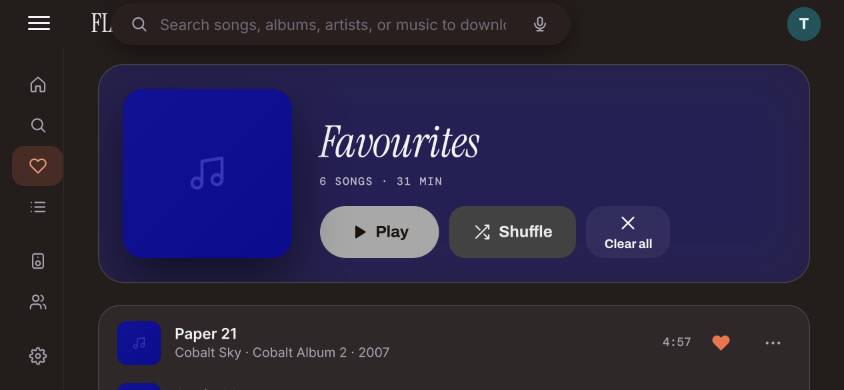 FL
Search songs, albums, artists, or music to downl
T
Favourites
6 SONGS · 31 MIN
Play
Shuffle
Clear all
Paper 21
Cobalt Sky · Cobalt Album 2 · 2007
4:57